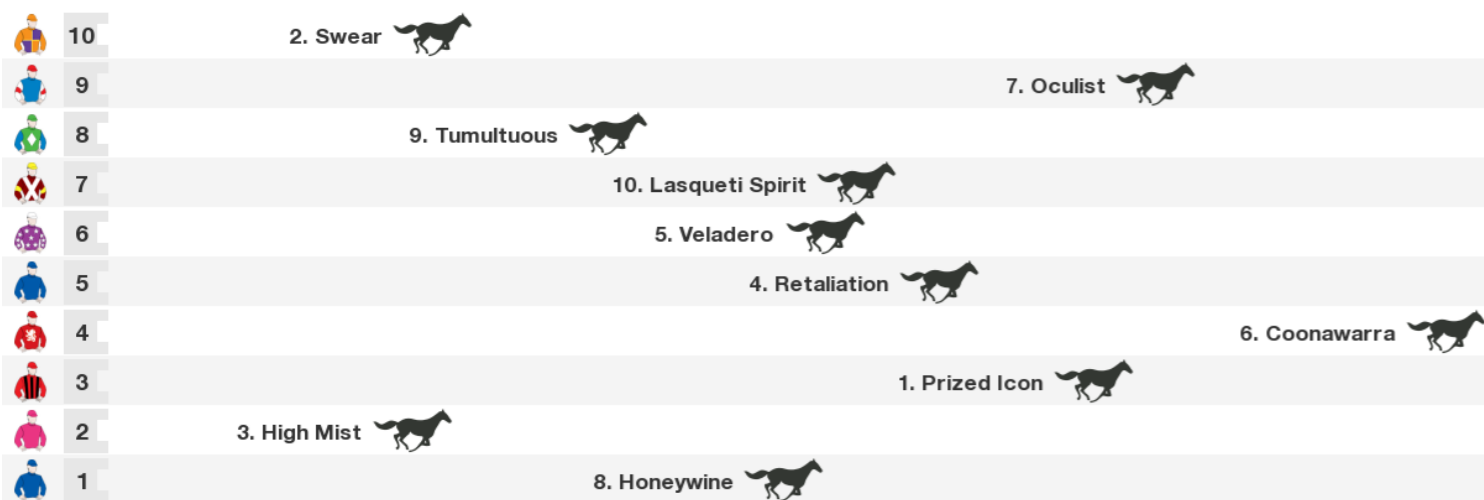 10 2. Swear
9 7. Oculist
8 9. Tumultuous
7 10. Lasqueti Spirit
6 5. Veladero
5 4. Retaliation
4 6. Coonawarra
3 1. Prized Icon
2 3. High Mist
1 8. Honeywine